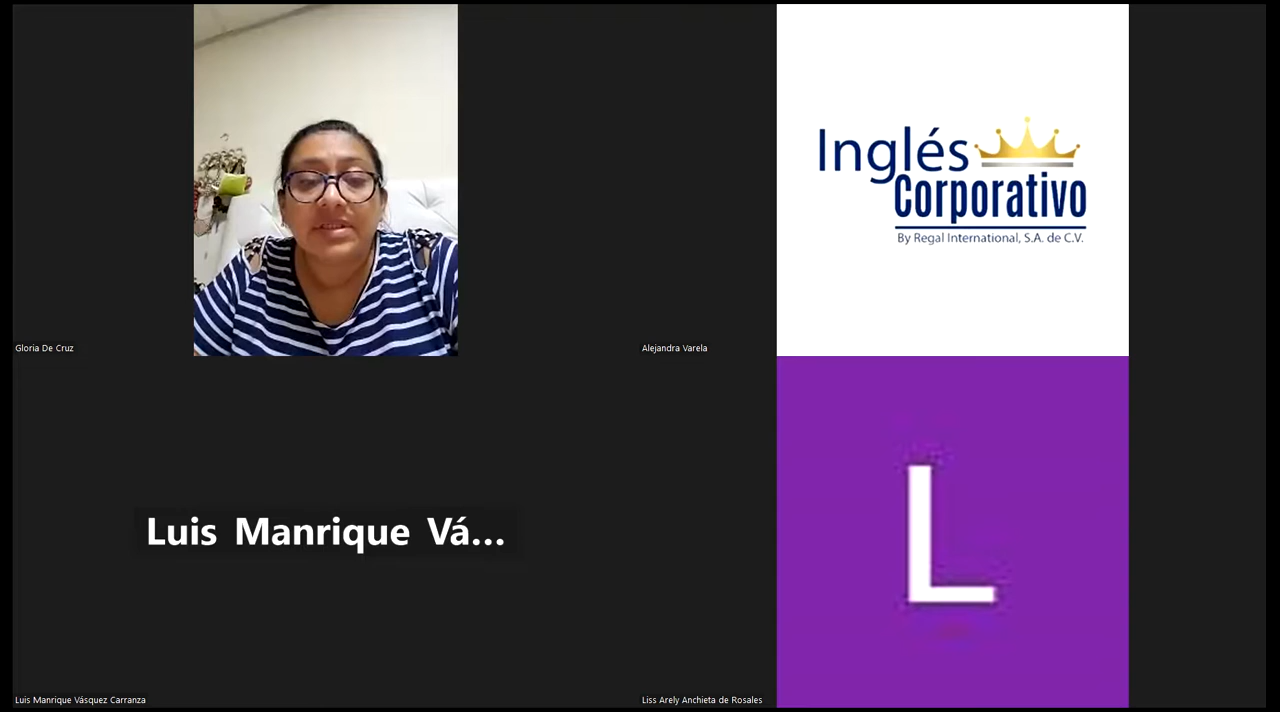 Inglés
Corporativo
By Regal International, S.A. de C.V.
Gloria De Cruz
Alejandra Varela
Luis Manrique Vá...
L
Luis Manrique Vásquez Carranza
Liss Arely Anchieta de Rosales